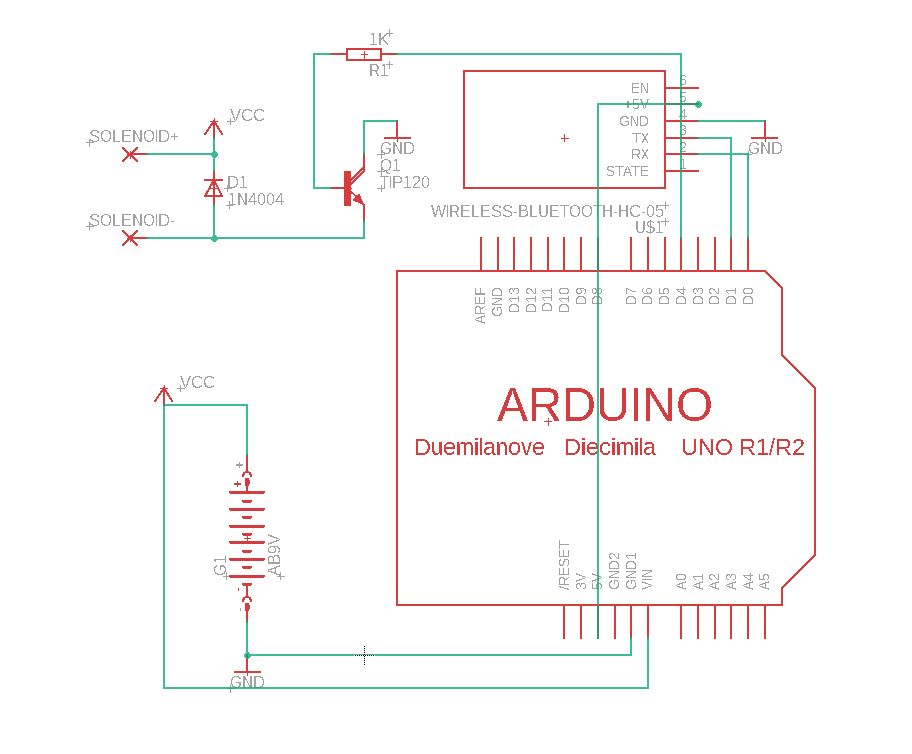 1K
R1
VCC
SOLENOID+
D1
1N4004
SOLENOID-
GND
Q1
TIP120
EN 6
+5V 5
GND 4
TX 3
RX 2
STATE 1
GND
WIRELESS-BLUETOOTH-HC-05
U$1
AREF GND D13 D12 D11 D10 D9 D8 D7 D6 D5 D4 D3 D2 D1 D0
ARDUINO
Duemilanove Diecimila UNO R1/R2
/RESET 3V 5V GND2 GND1 VIN A0 A1 A2 A3 A4 A5
VCC
+
+
G1
AB9V
-
-
GND